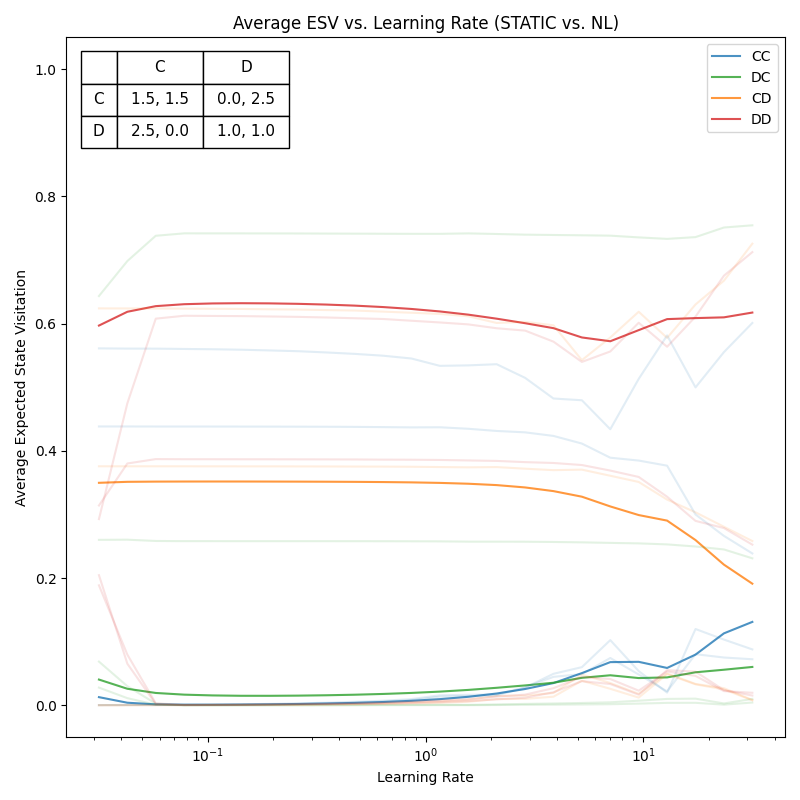 Average ESV vs. Learning Rate (STATIC vs. NL)
C D
C 1.5, 1.5 0.0, 2.5
D 2.5, 0.0 1.0, 1.0
CC
DC
CD
DD
1.0
0.8
0.6
0.4
0.2
0.0
Average Expected State Visitation
10⁻¹ 10⁰ 10¹
Learning Rate